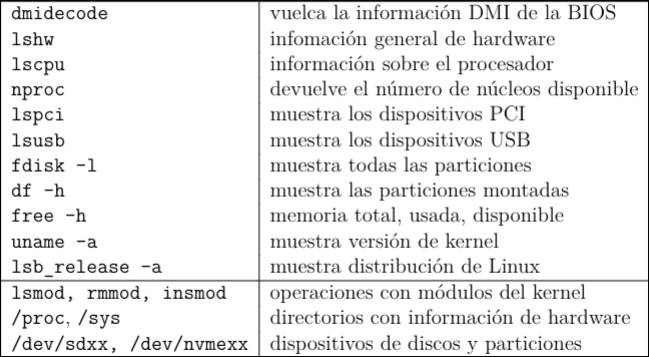 dmidecode vuelca la información DMI de la BIOS
lshw infomación general de hardware
lscpu información sobre el procesador
nproc devuelve el número de núcleos disponible
lspci muestra los dispositivos PCI
lsusb muestra los dispositivos USB
fdisk -l muestra todas las particiones
df -h muestra las particiones montadas
free -h memoria total, usada, disponible
uname -a muestra versión de kernel
lsb_release -a muestra distribución de Linux
lsmod, rmmod, insmod operaciones con módulos del kernel
/proc, /sys directorios con información de hardware
/dev/sdxx, /dev/nvmexx dispositivos de discos y particiones